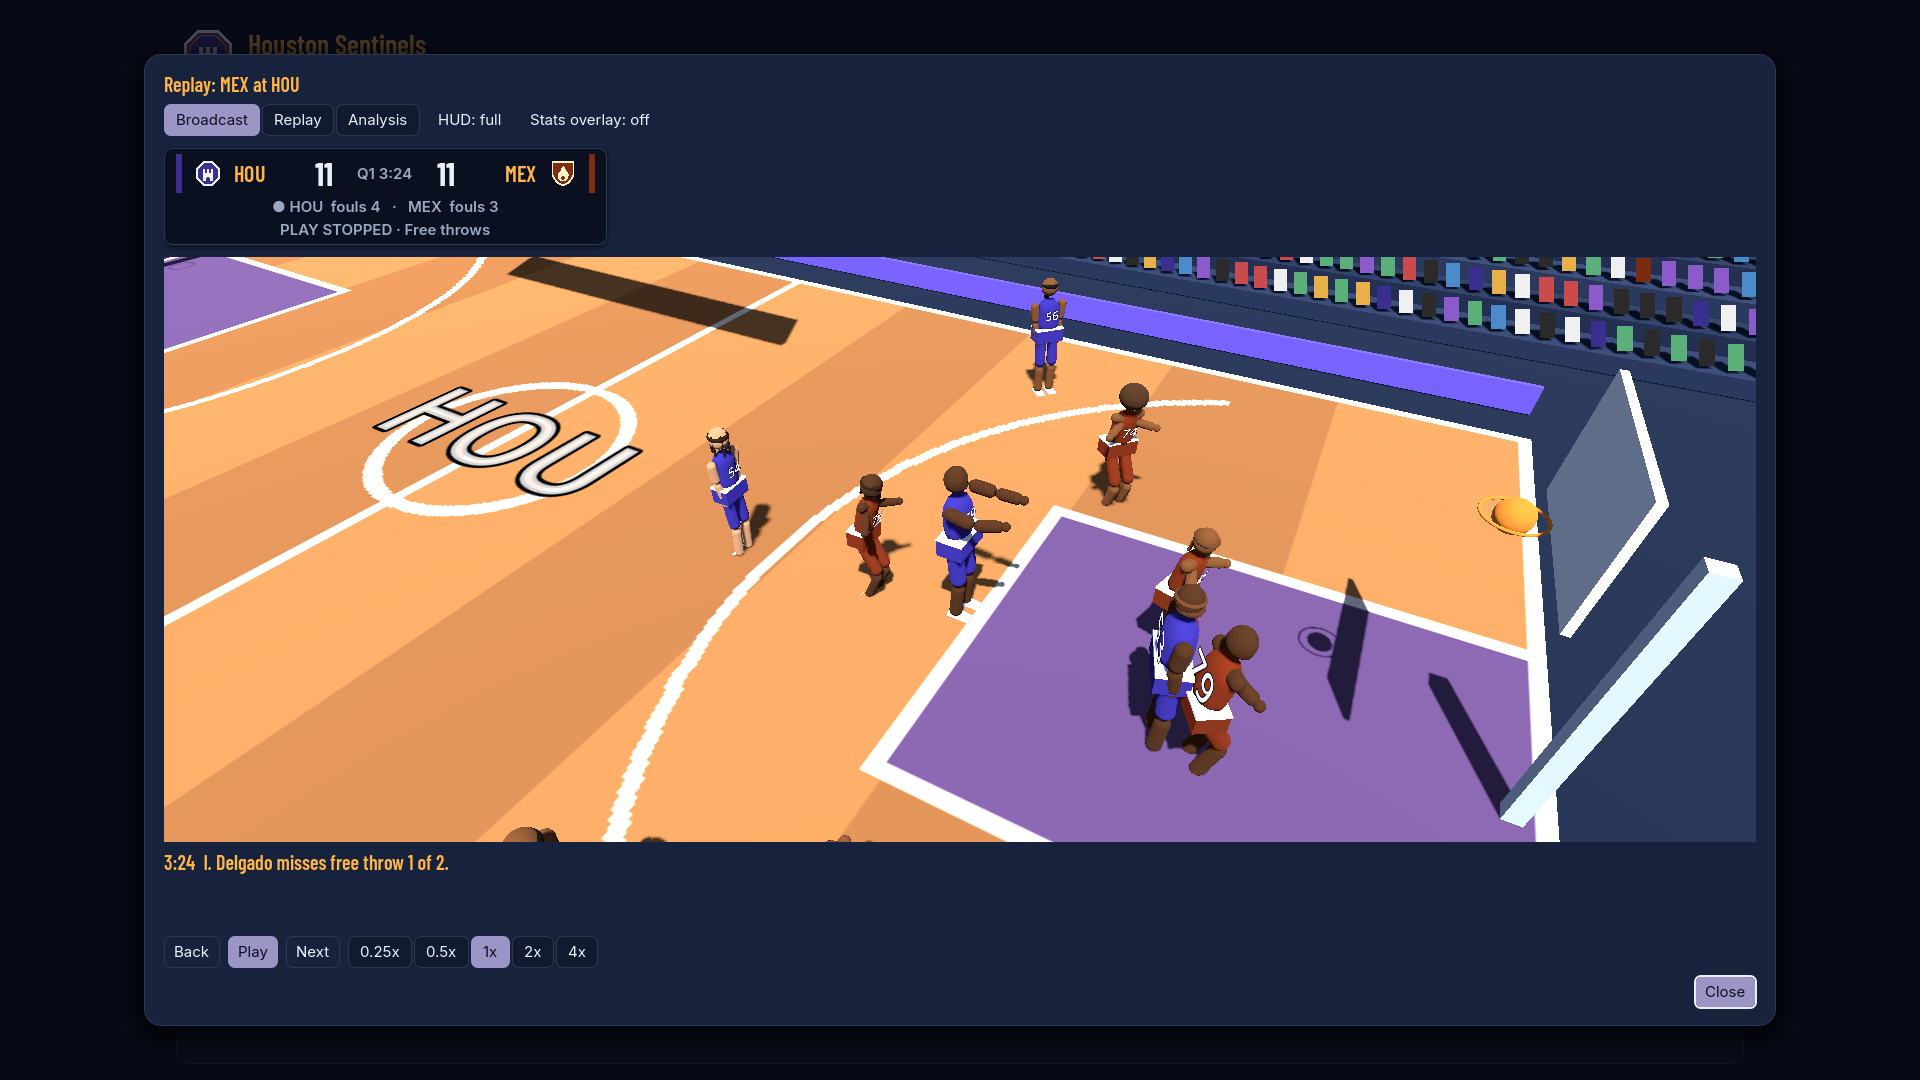 Houston Sentinels
Replay: MEX at HOU
Broadcast Replay Analysis HUD: full Stats overlay: off
HOU 11 Q1 3:24 11 MEX
HOU fouls 4 · MEX fouls 3
PLAY STOPPED · Free throws
56
HOU
74
54
9
3:24 I. Delgado misses free throw 1 of 2.
Back Play Next 0.25x 0.5x 1x 2x 4x
Close